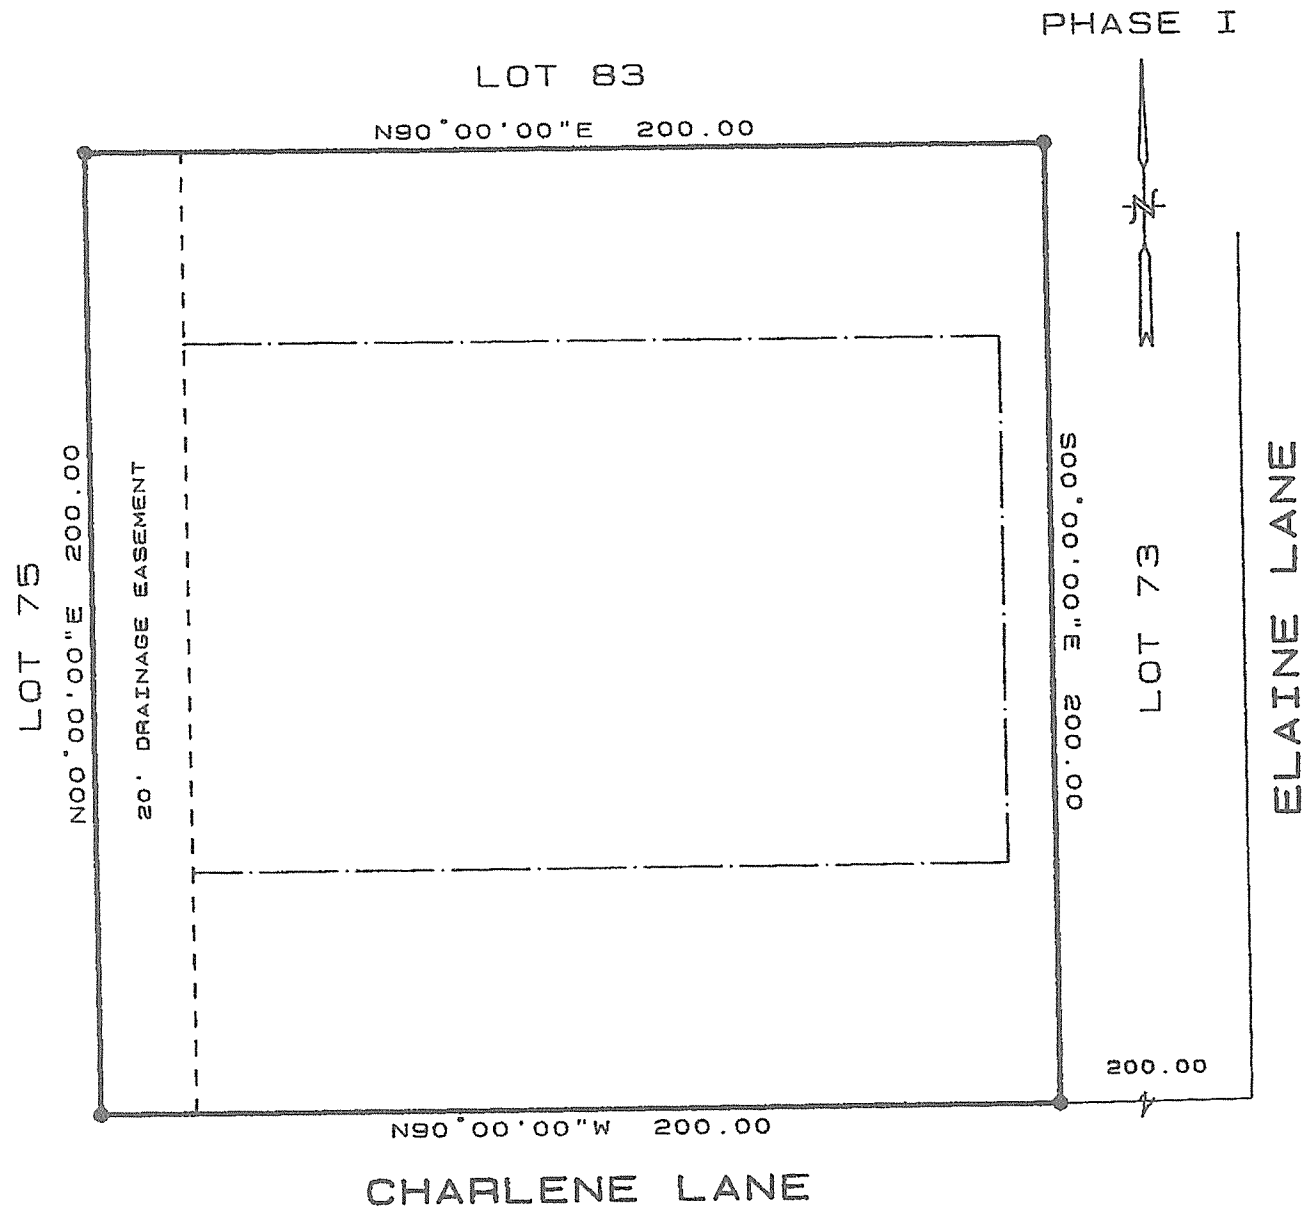 PHASE I
LOT 83
N90°00'00"E 200.00
LOT 75
N00°00'00"E 200.00
20' DRAINAGE EASEMENT
S00°00'00"E 200.00
LOT 73
ELAINE LANE
200.00
N90°00'00"W 200.00
CHARLENE LANE